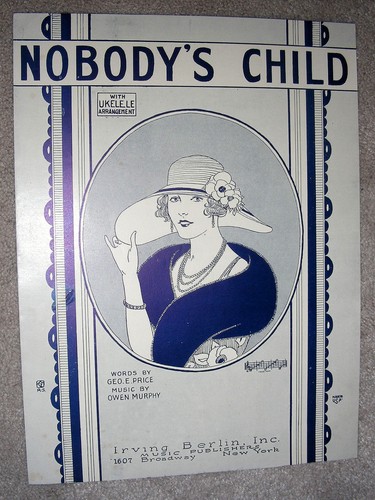 NOBODY'S CHILD
WITH
UKELELE
ARRANGEMENT
WORDS BY
GEO. E. PRICE
MUSIC BY
OWEN MURPHY
Irving Berlin, Inc.
MUSIC PUBLISHERS
1607 Broadway New York